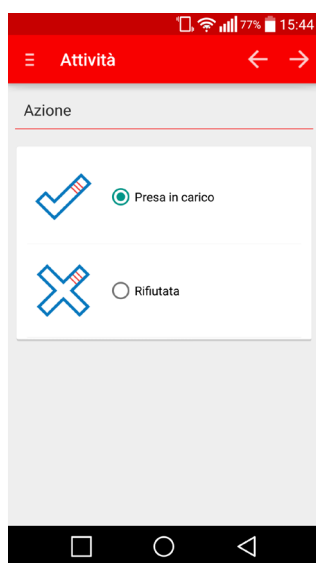 77% 15:44
Attività
Azione
Presa in carico
Rifiutata